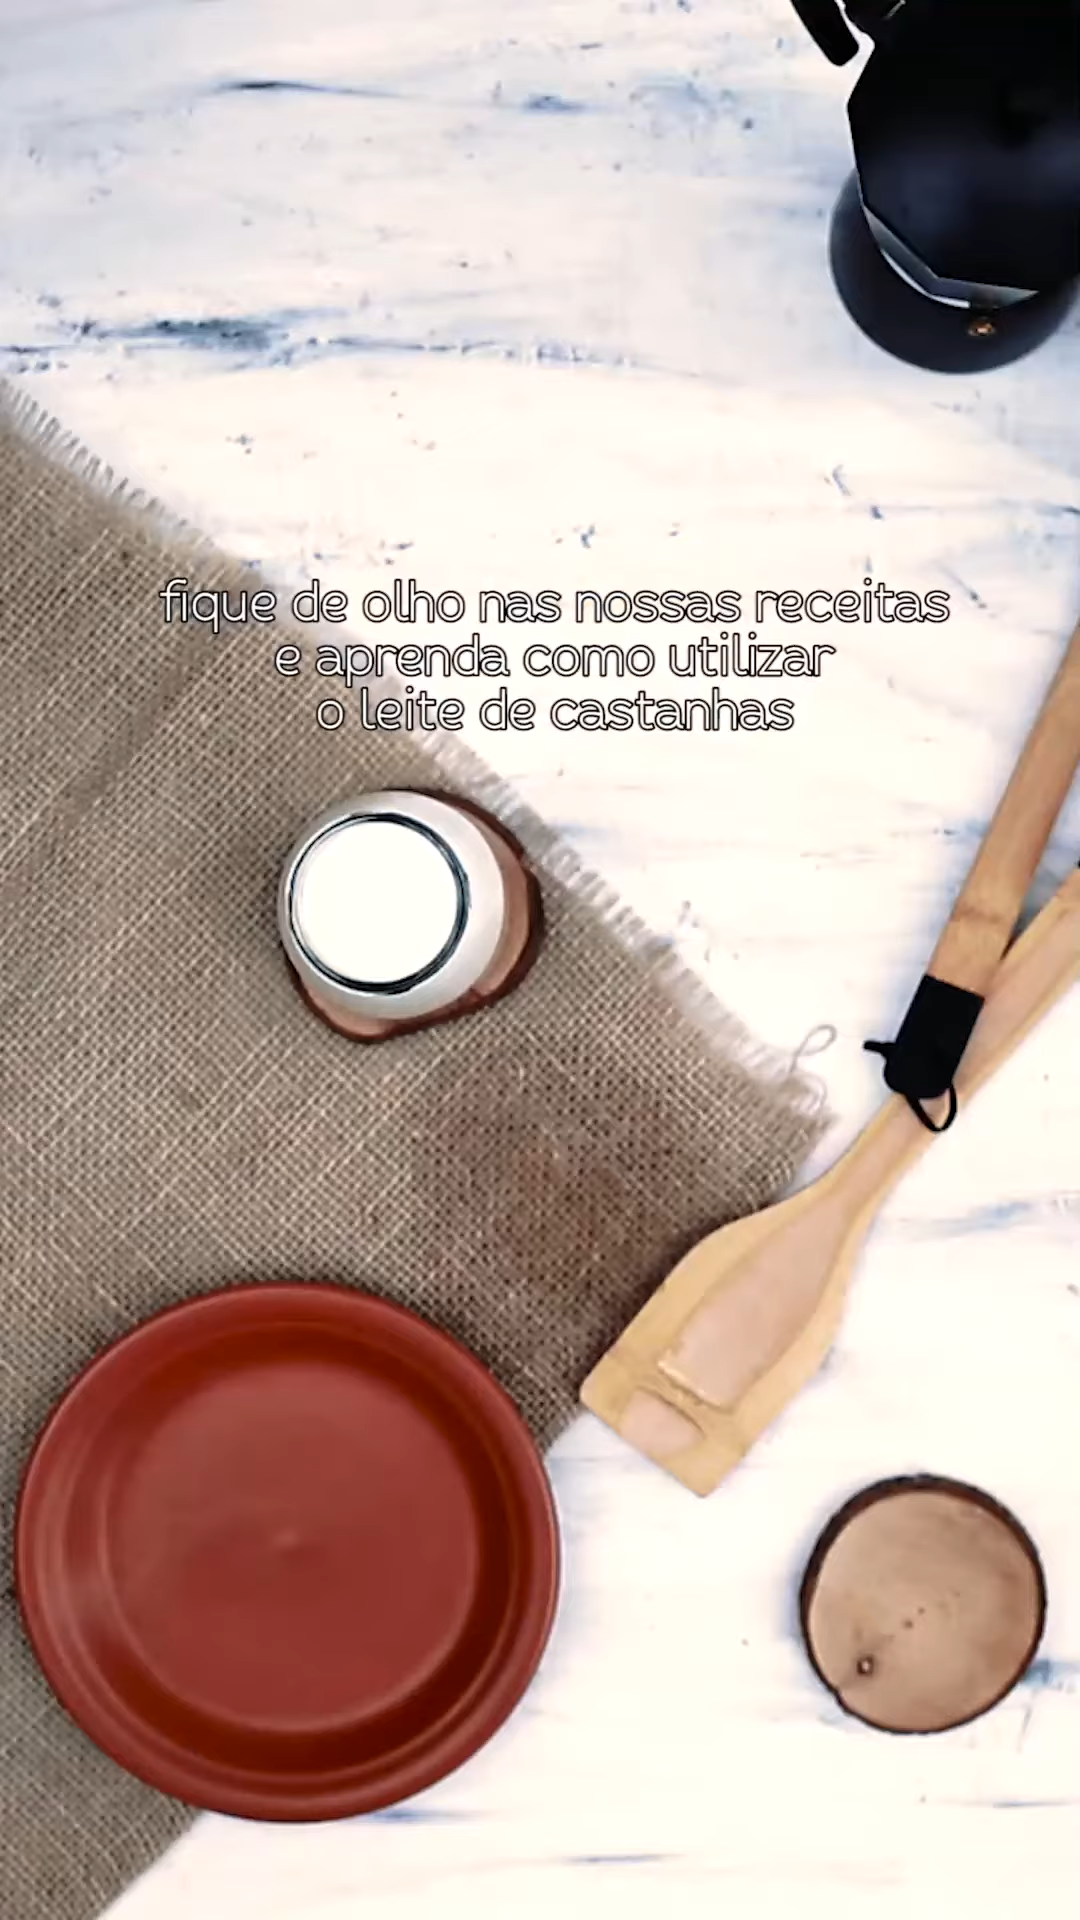 fique de olho nas nossas receitas
e aprenda como utilizar
o leite de castanhas